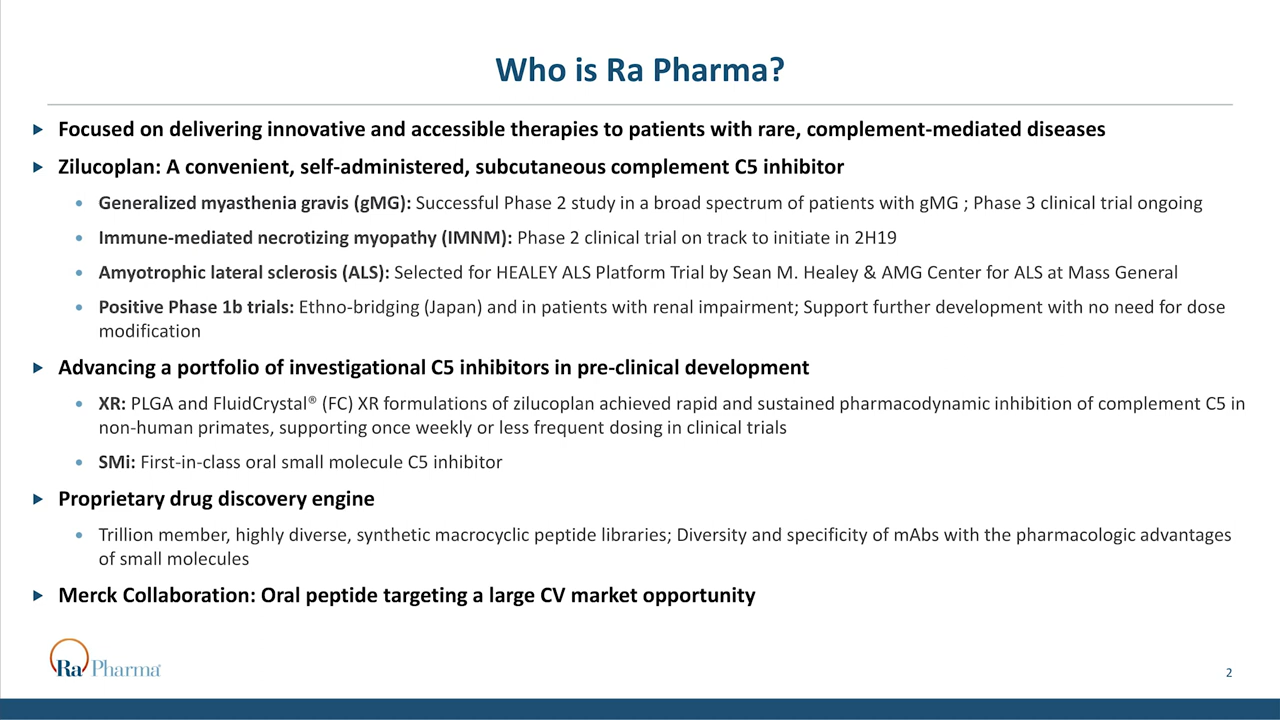 Who is Ra Pharma?
Focused on delivering innovative and accessible therapies to patients with rare, complement-mediated diseases
Zilucoplan: A convenient, self-administered, subcutaneous complement C5 inhibitor
Generalized myasthenia gravis (gMG): Successful Phase 2 study in a broad spectrum of patients with gMG ; Phase 3 clinical trial ongoing
Immune-mediated necrotizing myopathy (IMNM): Phase 2 clinical trial on track to initiate in 2H19
Amyotrophic lateral sclerosis (ALS): Selected for HEALEY ALS Platform Trial by Sean M. Healey & AMG Center for ALS at Mass General
Positive Phase 1b trials: Ethno-bridging (Japan) and in patients with renal impairment; Support further development with no need for dose
modification
Advancing a portfolio of investigational C5 inhibitors in pre-clinical development
XR: PLGA and FluidCrystal® (FC) XR formulations of zilucoplan achieved rapid and sustained pharmacodynamic inhibition of complement C5 in
non-human primates, supporting once weekly or less frequent dosing in clinical trials
SMi: First-in-class oral small molecule C5 inhibitor
Proprietary drug discovery engine
Trillion member, highly diverse, synthetic macrocyclic peptide libraries; Diversity and specificity of mAbs with the pharmacologic advantages
of small molecules
Merck Collaboration: Oral peptide targeting a large CV market opportunity
Ra Pharma
2